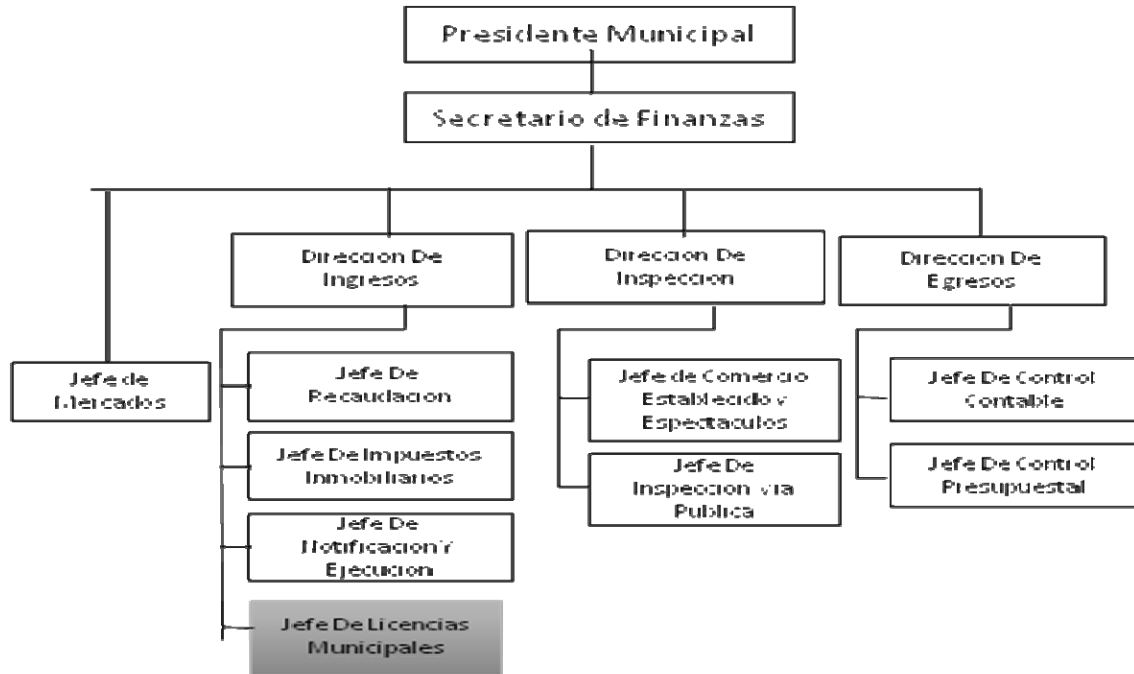 Presidente Municipal
Secretario de Finanzas
Direccion De
Ingresos
Dirección De
Inspeccion
Direccion De
Egresos
Jefe de
Mercados
Jefe De
Recaudacion
Jefe De Impuestos
Inmobiliarios
Jefe De
Notificacion Y
Ejecucion
Jefe De Licencias
Municipales
Jefe de Comercio
Establecido y
Espectaculos
Jefe De
Inspeccion Via
Publica
Jefe De Control
Contable
Jefe De Control
Presupuestal